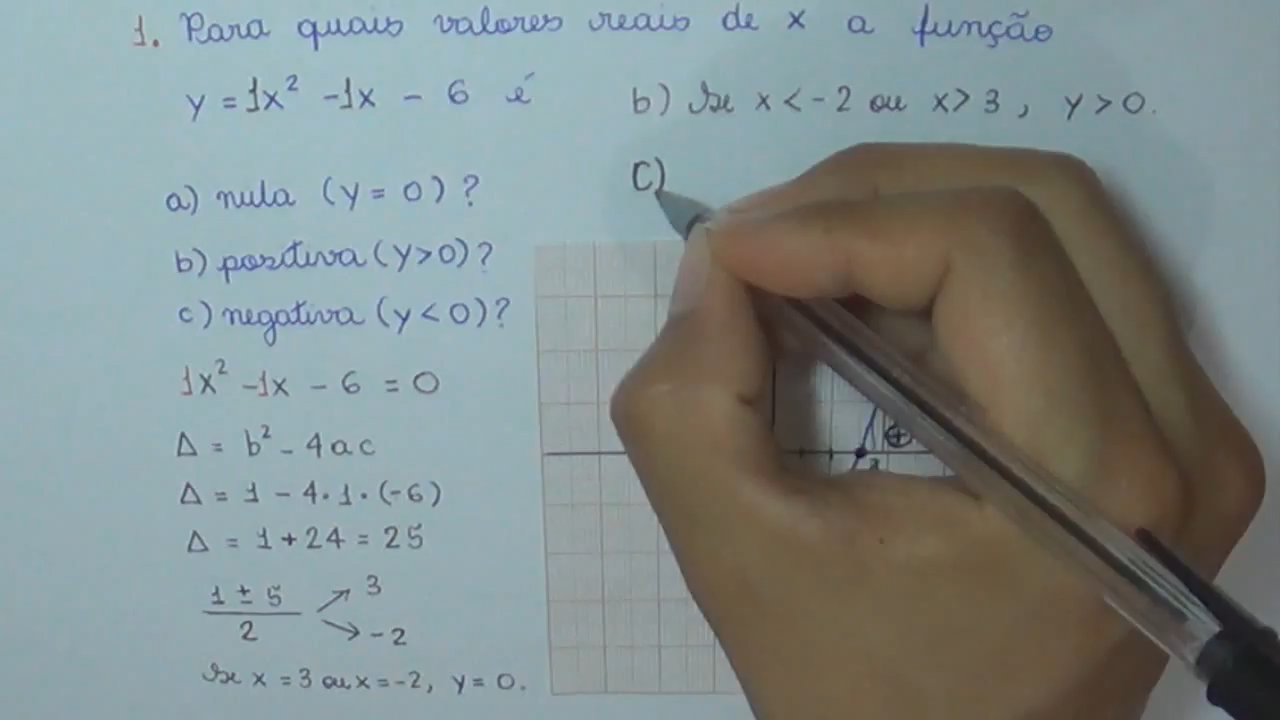 1. Para quais valores reais de x a função
y = 1x² - 1x - 6 é
a) nula (y = 0) ?
b) positiva (y > 0) ?
c) negativa (y < 0) ?
1x² - 1x - 6 = 0
Δ = b² - 4ac
Δ = 1 - 4 · 1 · (-6)
Δ = 1 + 24 = 25
1 ± 5
2
3
-2
Se x = 3 ou x = -2, y = 0.
b) Se x < -2 ou x > 3, y > 0.
C)
+